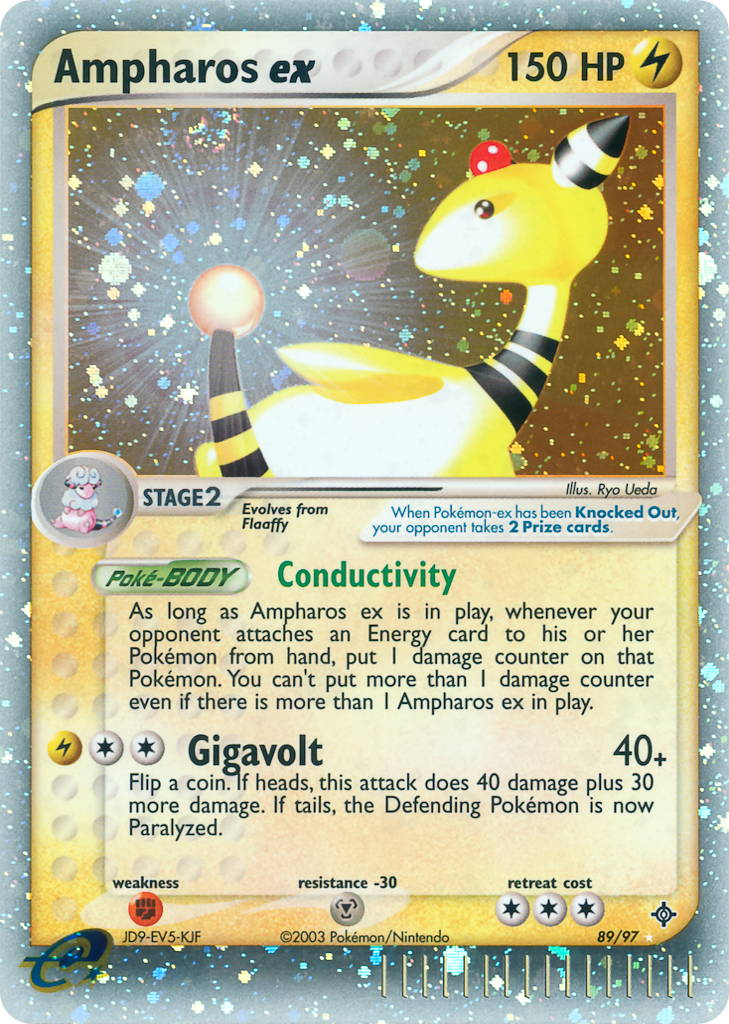 Ampharos ex 150 HP
Illus. Ryo Ueda
STAGE2
Evolves from
Flaaffy
When Pokémon-ex has been Knocked Out,
your opponent takes 2 Prize cards.
Poké-BODY Conductivity
As long as Ampharos ex is in play, whenever your
opponent attaches an Energy card to his or her
Pokémon from hand, put 1 damage counter on that
Pokémon. You can't put more than 1 damage counter
even if there is more than 1 Ampharos ex in play.
Gigavolt 40+
Flip a coin. If heads, this attack does 40 damage plus 30
more damage. If tails, the Defending Pokémon is now
Paralyzed.
weakness resistance -30 retreat cost
JD9-EV5-KJF ©2003 Pokémon/Nintendo 89/97
e